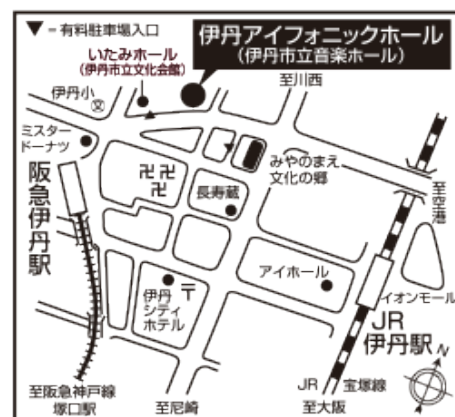 ▼ = 有料駐車場入口
伊丹アイフォニックホール
(伊丹市立音楽ホール)
いたみホール
(伊丹市立文化会館)
至川西
伊丹小
文
ミスター
ドーナツ
みやのまえ
文化の郷
卍卍
卍
長寿蔵
阪急伊丹駅
至空港
アイホール
伊丹
シティ
ホテル
〒
イオンモール
JR
伊丹駅
N
至阪急神戸線
塚口駅
至尼崎
JR 宝塚線
至大阪